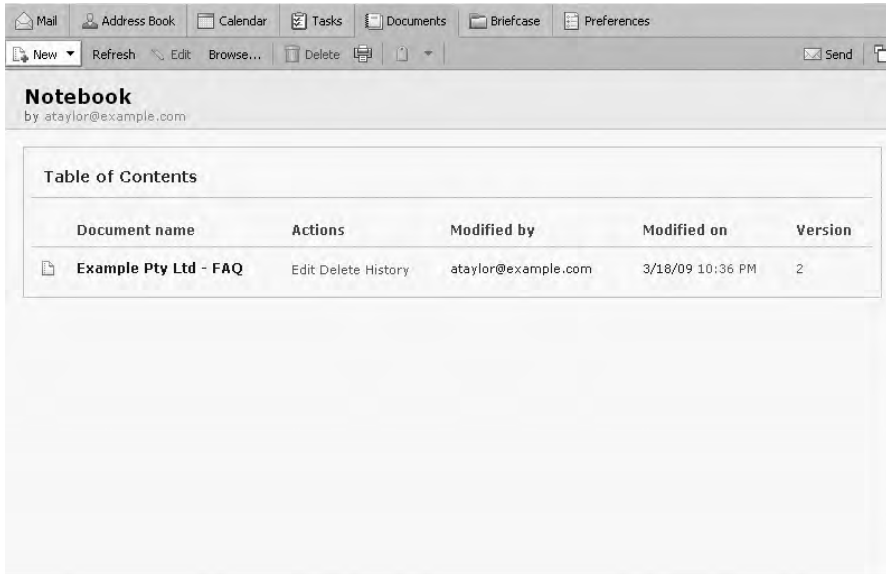 Mail Address Book Calendar Tasks Documents Briefcase Preferences
New Refresh Edit Browse... Delete Send
Notebook
by ataylor@example.com
Table of Contents
Document name Actions Modified by Modified on Version
Example Pty Ltd - FAQ Edit Delete History ataylor@example.com 3/18/09 10:36 PM 2